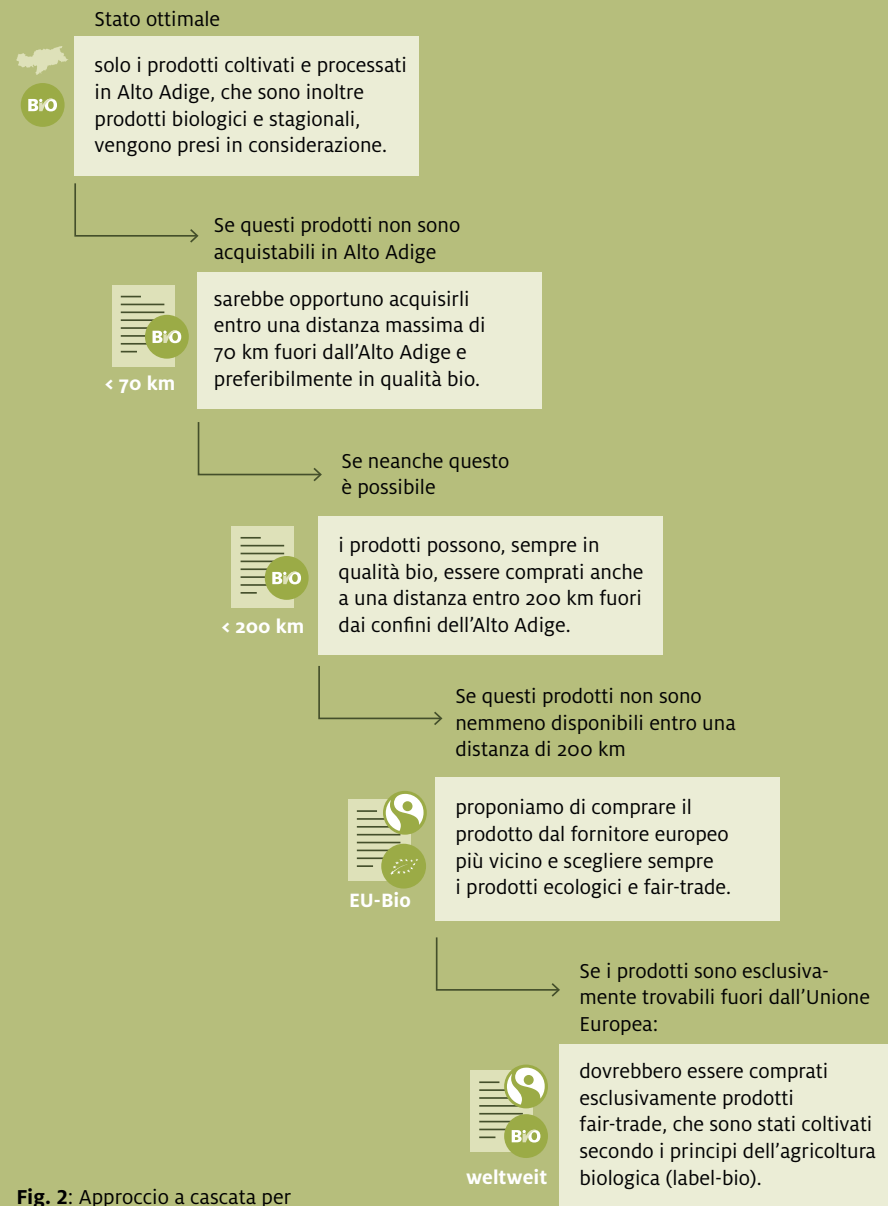 Stato ottimale
BIO
solo i prodotti coltivati e processati
in Alto Adige, che sono inoltre
prodotti biologici e stagionali,
vengono presi in considerazione.
Se questi prodotti non sono
acquistabili in Alto Adige
BIO
< 70 km
sarebbe opportuno acquisirli
entro una distanza massima di
70 km fuori dall'Alto Adige e
preferibilmente in qualità bio.
Se neanche questo
è possibile
BIO
< 200 km
i prodotti possono, sempre in
qualità bio, essere comprati anche
a una distanza entro 200 km fuori
dai confini dell'Alto Adige.
Se questi prodotti non sono
nemmeno disponibili entro una
distanza di 200 km
EU-Bio
proponiamo di comprare il
prodotto dal fornitore europeo
più vicino e scegliere sempre
i prodotti ecologici e fair-trade.
Se i prodotti sono esclusiva-
mente trovabili fuori dall'Unione
Europea:
BIO
weltweit
dovrebbero essere comprati
esclusivamente prodotti
fair-trade, che sono stati coltivati
secondo i principi dell'agricoltura
biologica (label-bio).
Fig. 2: Approccio a cascata per